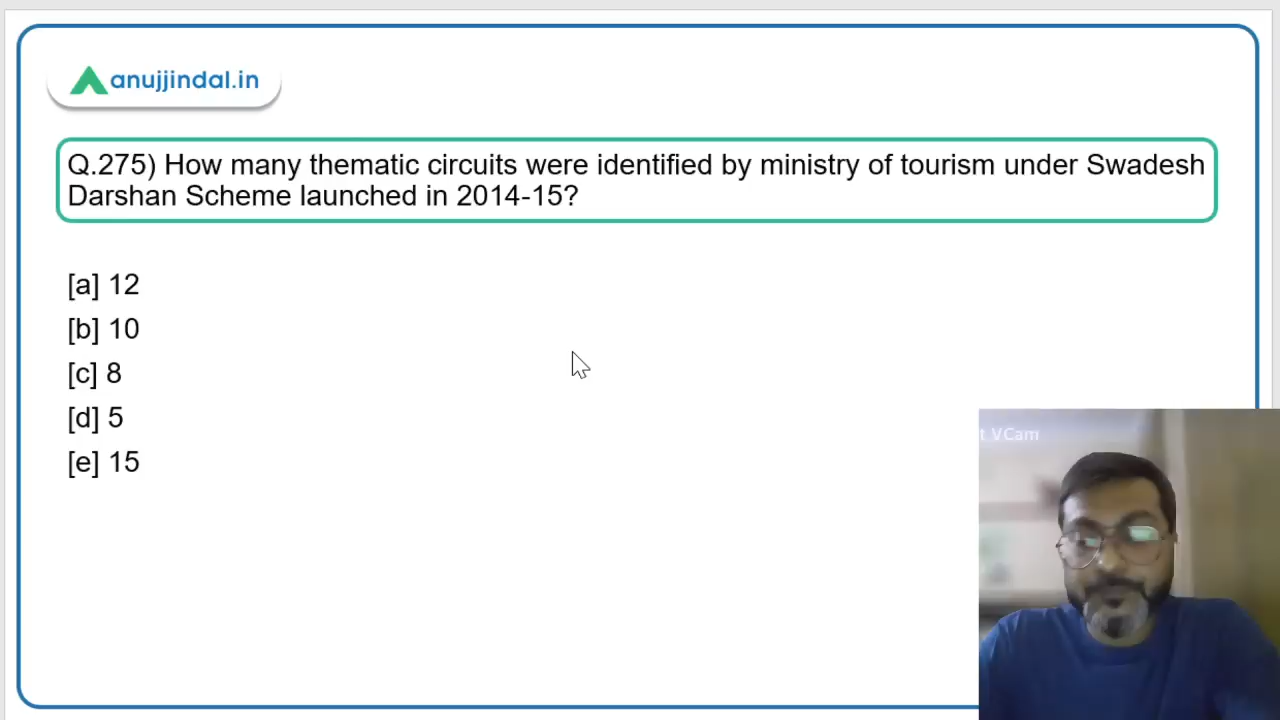 anujjindal.in
Q.275) How many thematic circuits were identified by ministry of tourism under Swadesh
Darshan Scheme launched in 2014-15?
[a] 12
[b] 10
[c] 8
[d] 5
[e] 15
t VCam